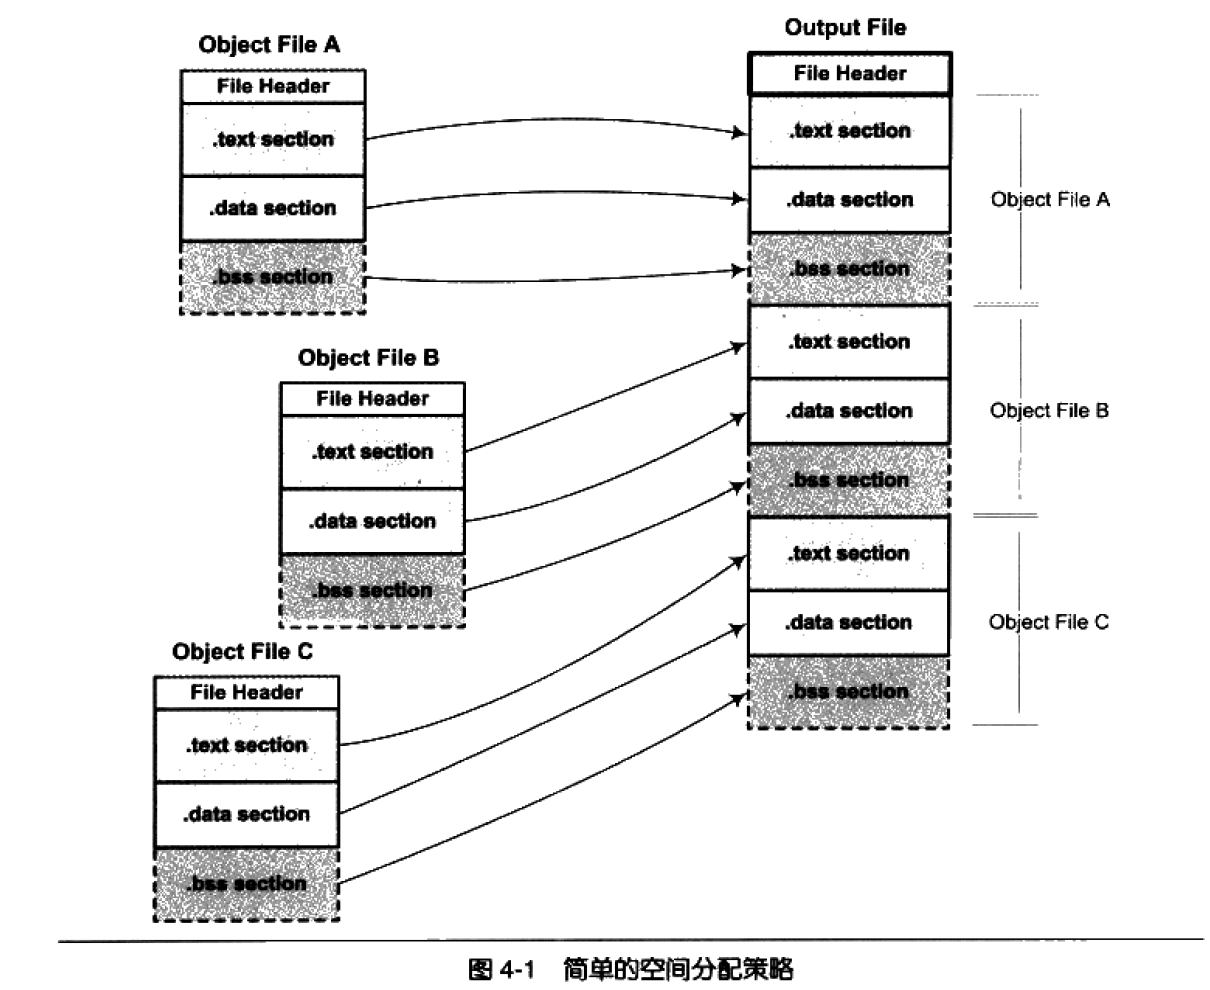 Object File A
File Header
.text section
.data section
.bss section
Object File B
File Header
.text section
.data section
.bss section
Object File C
File Header
.text section
.data section
.bss section
Output File
File Header
.text section
.data section
.bss section
.text section
.data section
.bss section
.text section
.data section
.bss section
Object File A
Object File B
Object File C
图 4-1 简单的空间分配策略